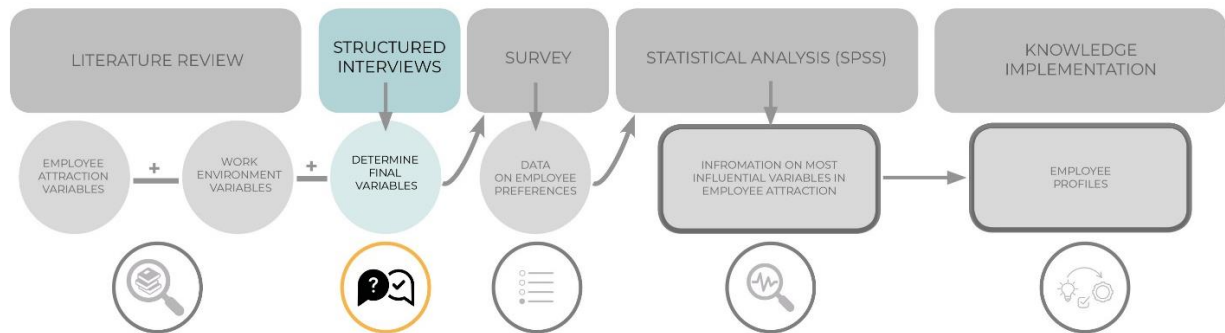 LITERATURE REVIEW
STRUCTURED
INTERVIEWS
SURVEY
STATISTICAL ANALYSIS (SPSS)
KNOWLEDGE
IMPLEMENTATION
EMPLOYEE
ATTRACTION
VARIABLES
+
WORK
ENVIRONMENT
VARIABLES
+
DETERMINE
FINAL
VARIABLES
DATA
ON EMPLOYEE
PREFERENCES
INFROMATION ON MOST
INFLUENTIAL VARIABLES IN
EMPLOYEE ATTRACTION
EMPLOYEE
PROFILES
?